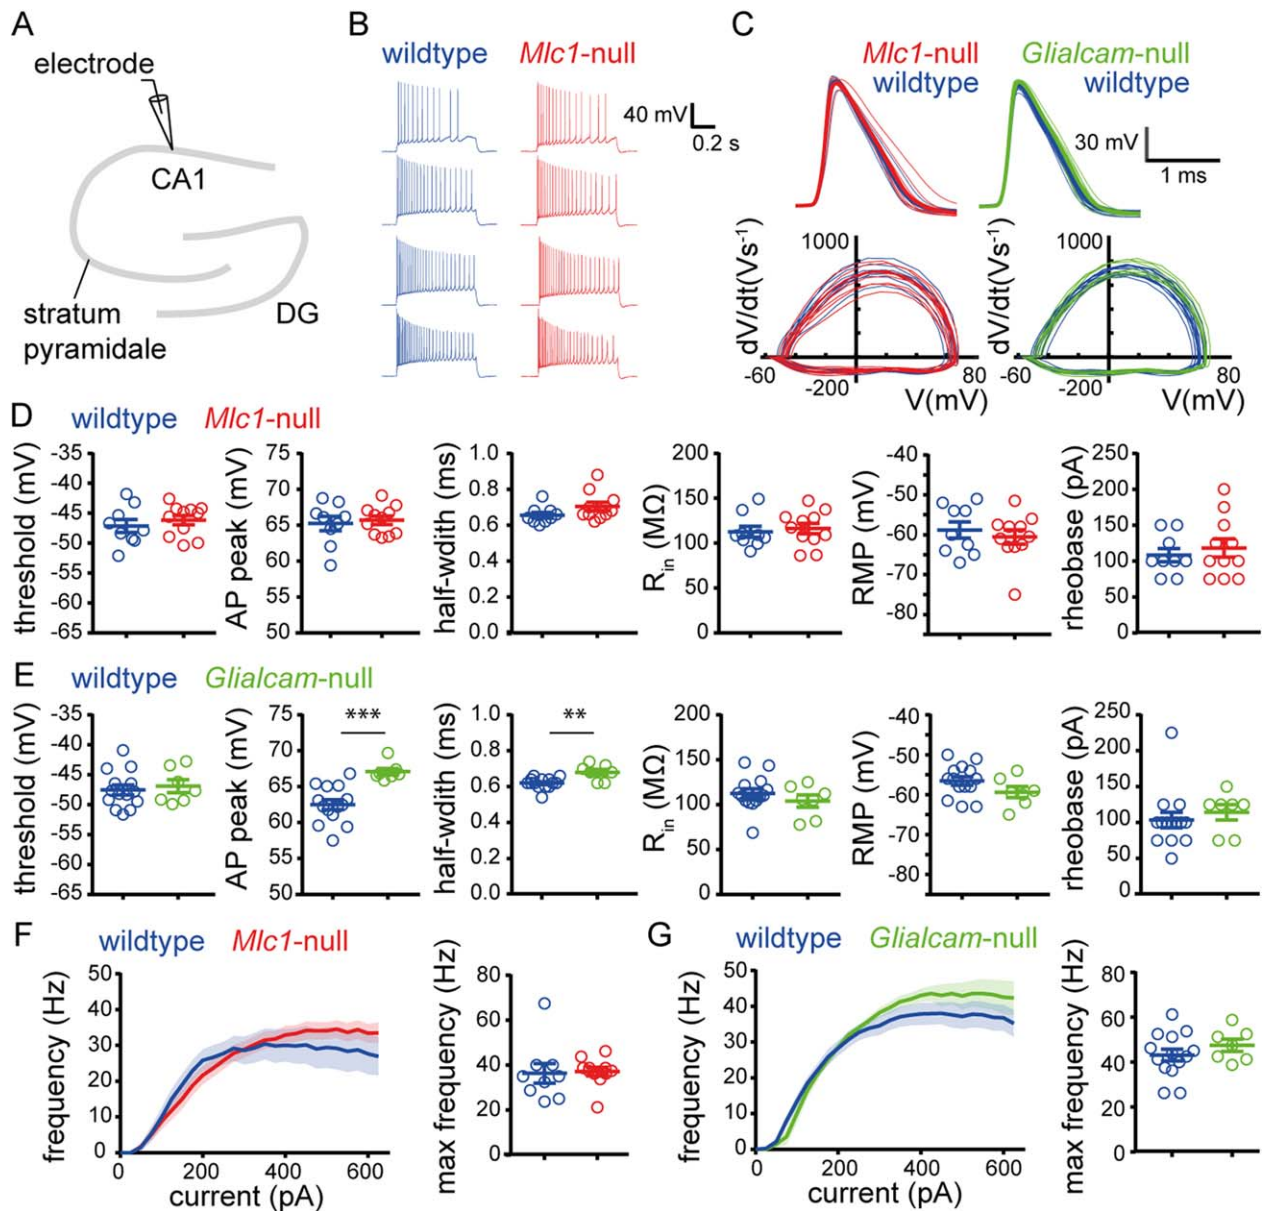 A
electrode
CA1
stratum
pyramidale
DG
B
wildtype Mlc1-null
40 mV
0.2 s
C
Mlc1-null Glialcam-null
wildtype wildtype
30 mV
1 ms
dV/dt(Vs-1)
1000
-60
-200
80
V(mV)
dV/dt(Vs-1)
1000
-60
-200
80
V(mV)
D wildtype Mlc1-null
threshold (mV)
-35
-40
-45
-50
-55
-60
-65
AP peak (mV)
75
70
65
60
55
50
half-wdith (ms)
1.0
0.8
0.6
0.4
0.2
0.0
Rin (MΩ)
200
150
100
50
0
RMP (mV)
-40
-50
-60
-70
-80
rheobase (pA)
250
200
150
100
50
0
E wildtype Glialcam-null
threshold (mV)
-35
-40
-45
-50
-55
-60
-65
AP peak (mV)
75
70
65
60
55
50
***
half-wdith (ms)
1.0
0.8
0.6
0.4
0.2
0.0
**
Rin (MΩ)
200
150
100
50
0
RMP (mV)
-40
-50
-60
-70
-80
rheobase (pA)
250
200
150
100
50
0
F wildtype Mlc1-null
frequency (Hz)
50
40
30
20
10
0
0 200 400 600
current (pA)
max frequency (Hz)
80
60
40
20
0
G wildtype Glialcam-null
frequency (Hz)
50
40
30
20
10
0
0 200 400 600
current (pA)
max frequency (Hz)
80
60
40
20
0